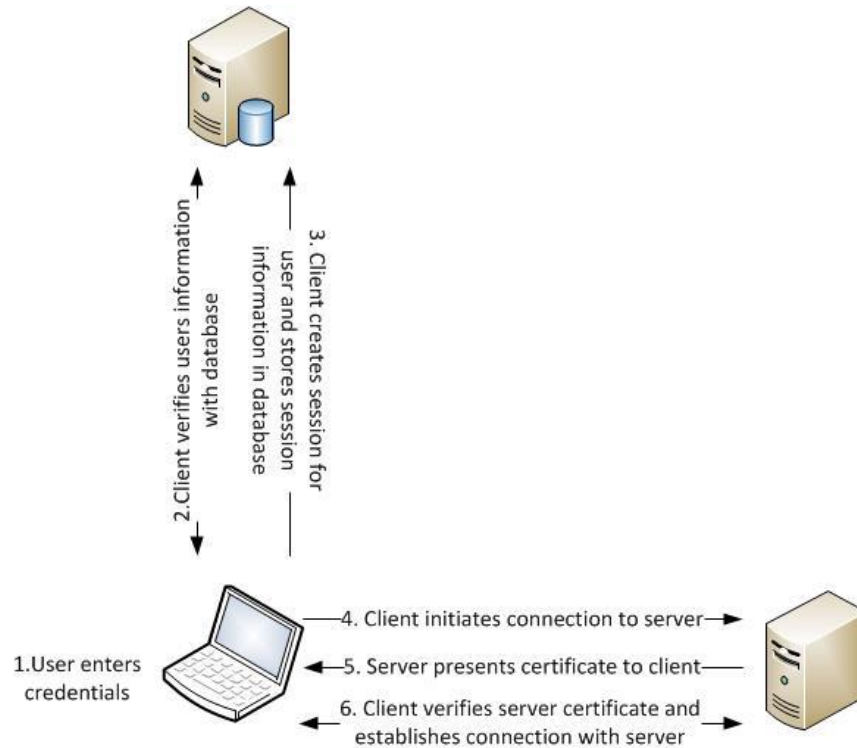 2.Client verifies users information
with database
3. Client creates session for
user and stores session
information in database
1.User enters
credentials
4. Client initiates connection to server
5. Server presents certificate to client
6. Client verifies server certificate and
establishes connection with server